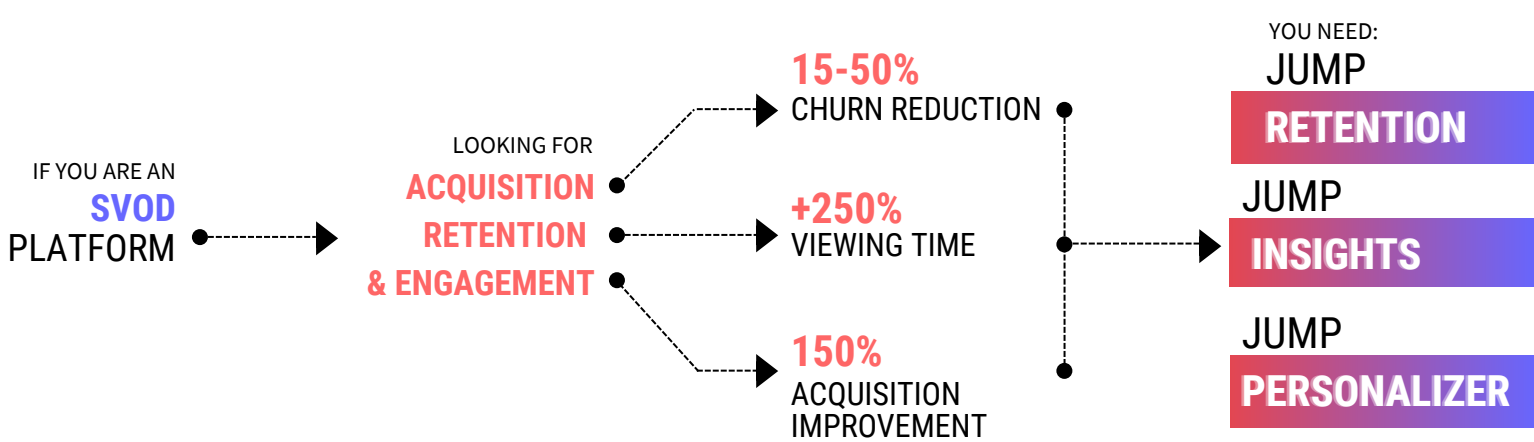 IF YOU ARE AN
SVOD
PLATFORM
LOOKING FOR
ACQUISITION
RETENTION
& ENGAGEMENT
15-50%
CHURN REDUCTION
+250%
VIEWING TIME
150%
ACQUISITION
IMPROVEMENT
YOU NEED:
JUMP
RETENTION
JUMP
INSIGHTS
JUMP
PERSONALIZER